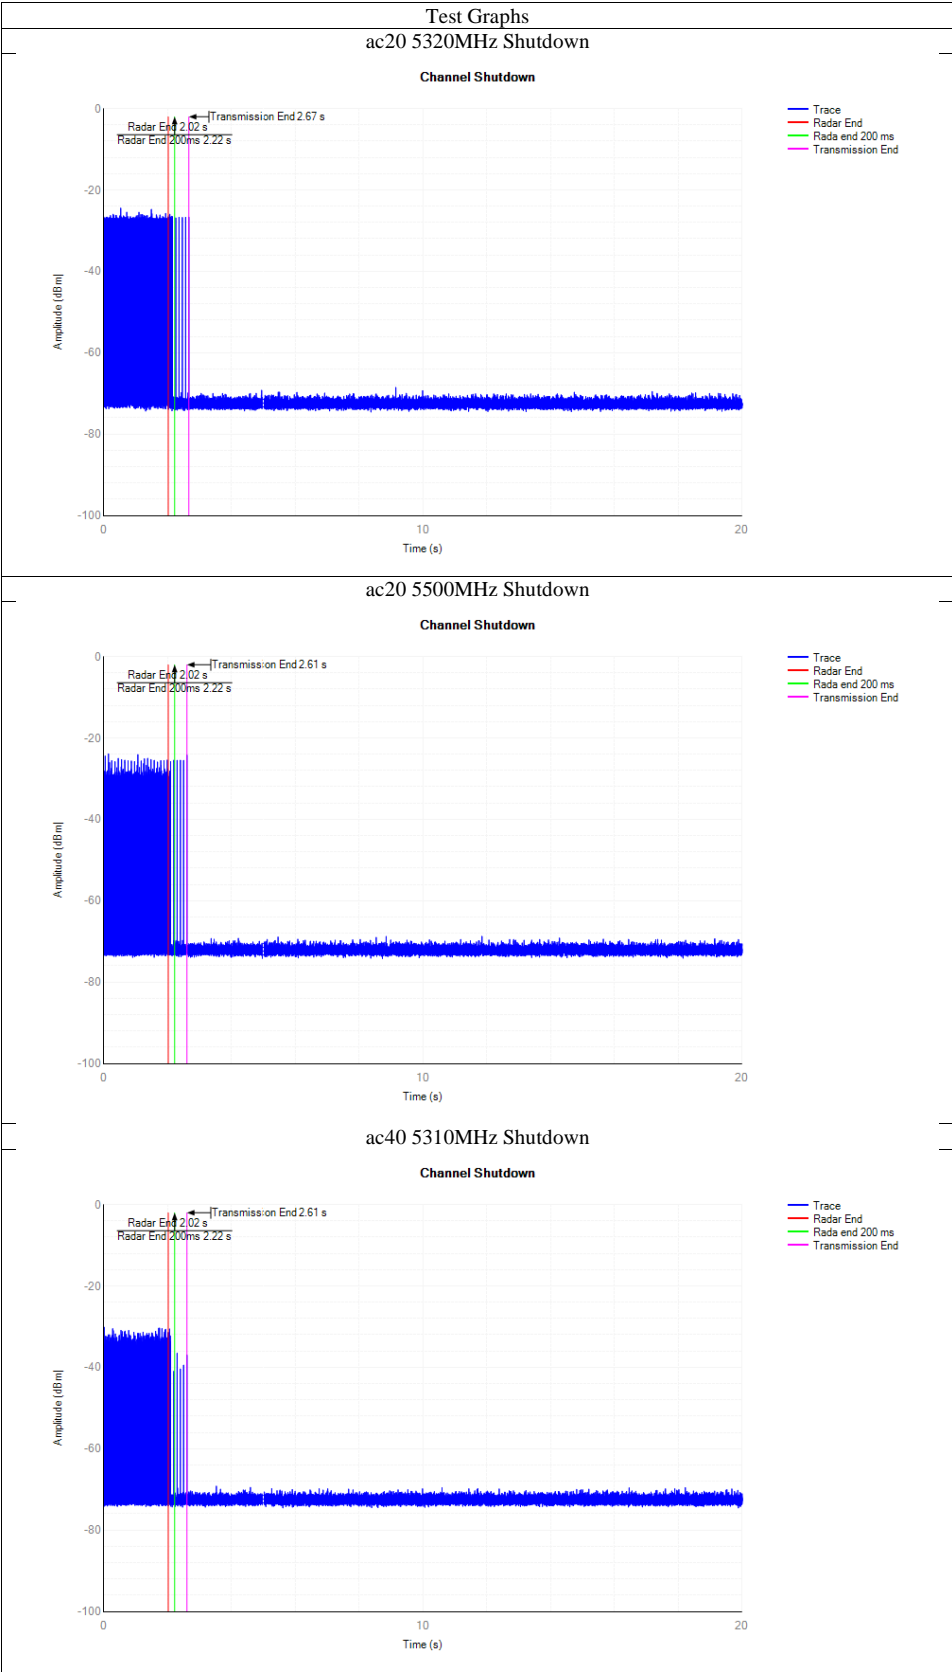 Test Graphs
ac20 5320MHz Shutdown
Channel Shutdown
Radar End 2.02 s
Radar End 200ms 2.22 s
Transmission End 2.67 s
Trace
Radar End
Rada end 200 ms
Transmission End
0
-20
-40
-60
-80
-100
Amplitude [dBm]
0 10 20
Time (s)
ac20 5500MHz Shutdown
Channel Shutdown
Radar End 2.02 s
Radar End 200ms 2.22 s
Transmission End 2.61 s
Trace
Radar End
Rada end 200 ms
Transmission End
0
-20
-40
-60
-80
-100
Amplitude [dBm]
0 10 20
Time (s)
ac40 5310MHz Shutdown
Channel Shutdown
Radar End 2.02 s
Radar End 200ms 2.22 s
Transmission End 2.61 s
Trace
Radar End
Rada end 200 ms
Transmission End
0
-20
-40
-60
-80
-100
Amplitude [dBm]
0 10 20
Time (s)